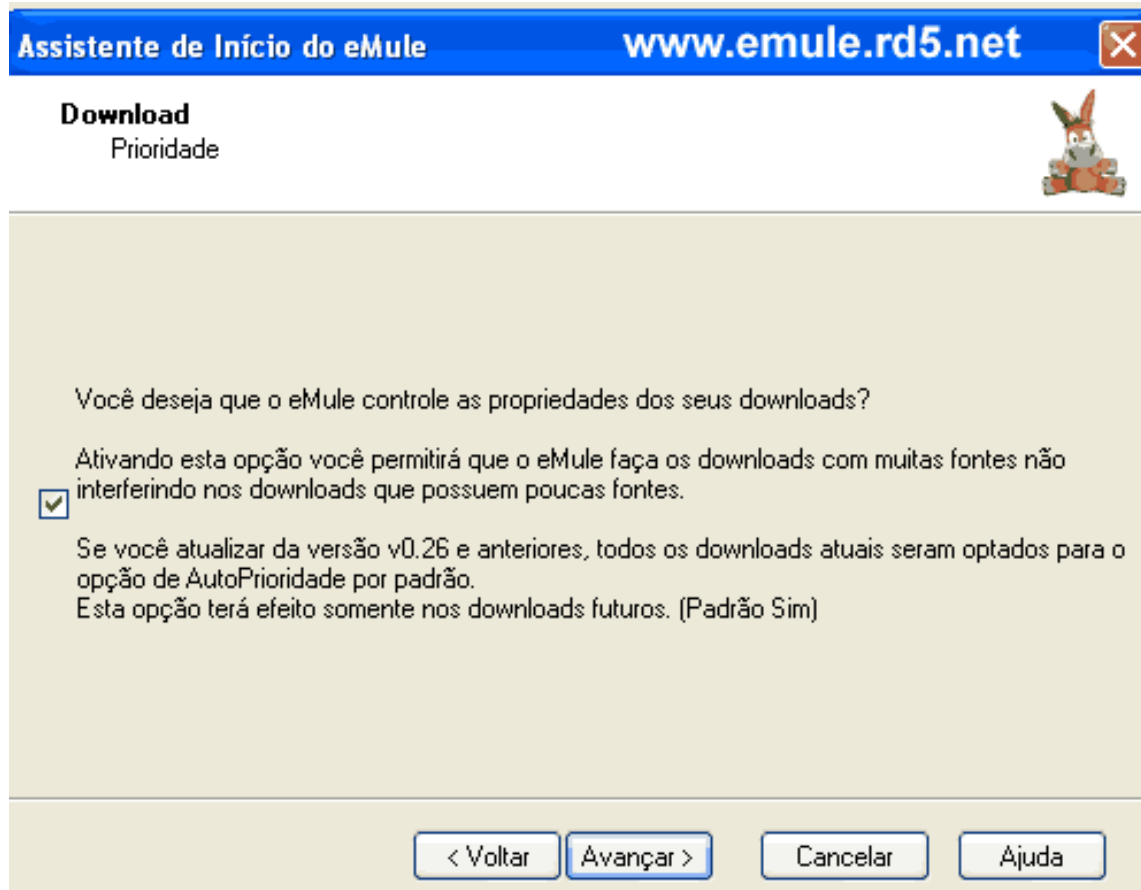 Assistente de Início do eMule www.emule.rd5.net
Download
Prioridade
Você deseja que o eMule controle as propriedades dos seus downloads?
Ativando esta opção você permitirá que o eMule faça os downloads com muitas fontes não
interferindo nos downloads que possuem poucas fontes.
Se você atualizar da versão v0.26 e anteriores, todos os downloads atuais seram optados para o
opção de AutoPrioridade por padrão.
Esta opção terá efeito somente nos downloads futuros. (Padrão Sim)
< Voltar Avançar > Cancelar Ajuda